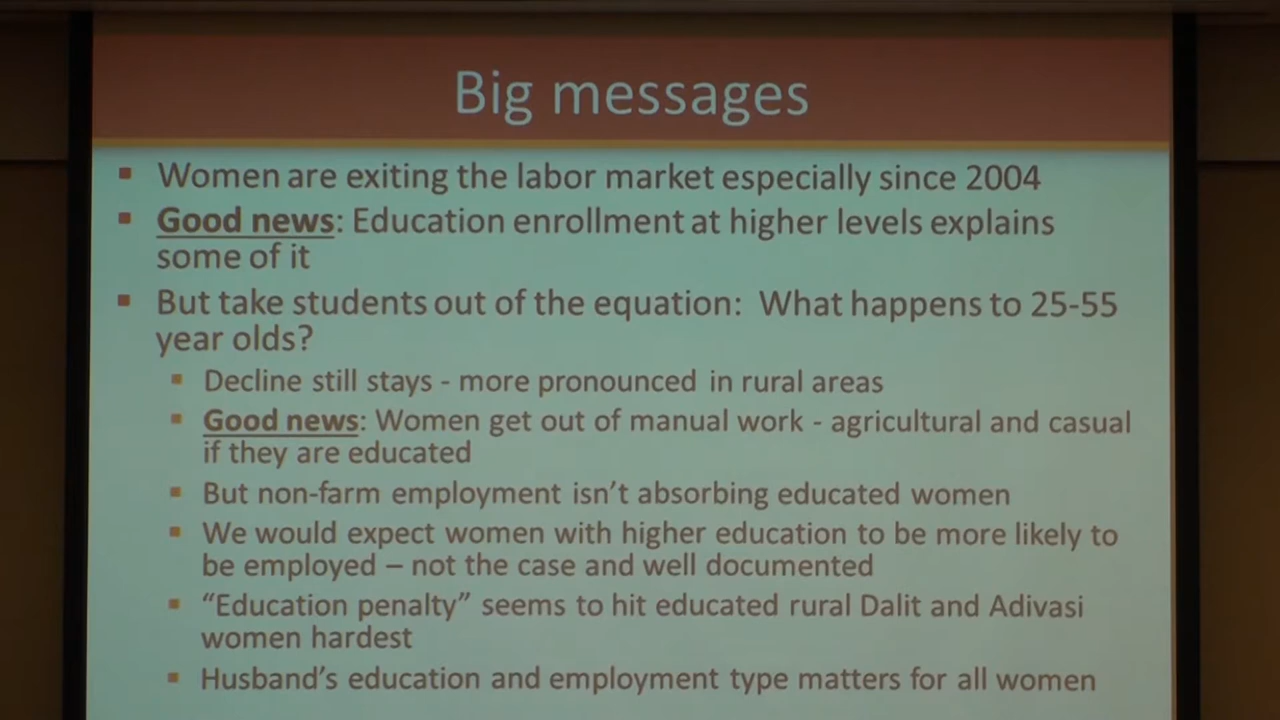 Big messages
Women are exiting the labor market especially since 2004
Good news: Education enrollment at higher levels explains
some of it
But take students out of the equation: What happens to 25-55
year olds?
Decline still stays - more pronounced in rural areas
Good news: Women get out of manual work - agricultural and casual
if they are educated
But non-farm employment isn't absorbing educated women
We would expect women with higher education to be more likely to
be employed – not the case and well documented
“Education penalty” seems to hit educated rural Dalit and Adivasi
women hardest
Husband's education and employment type matters for all women